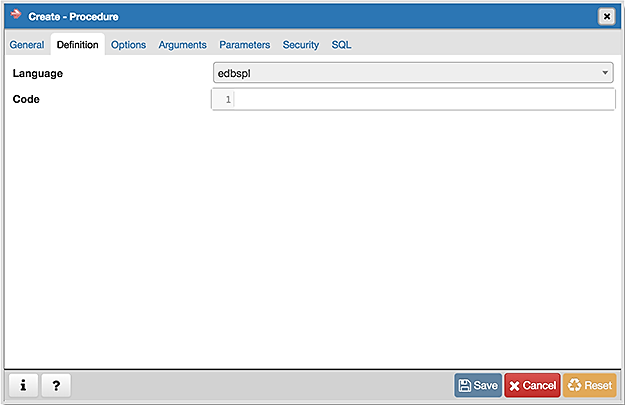 Create - Procedure
General Definition Options Arguments Parameters Security SQL
Language edbspl
Code 1
i ? Save Cancel Reset